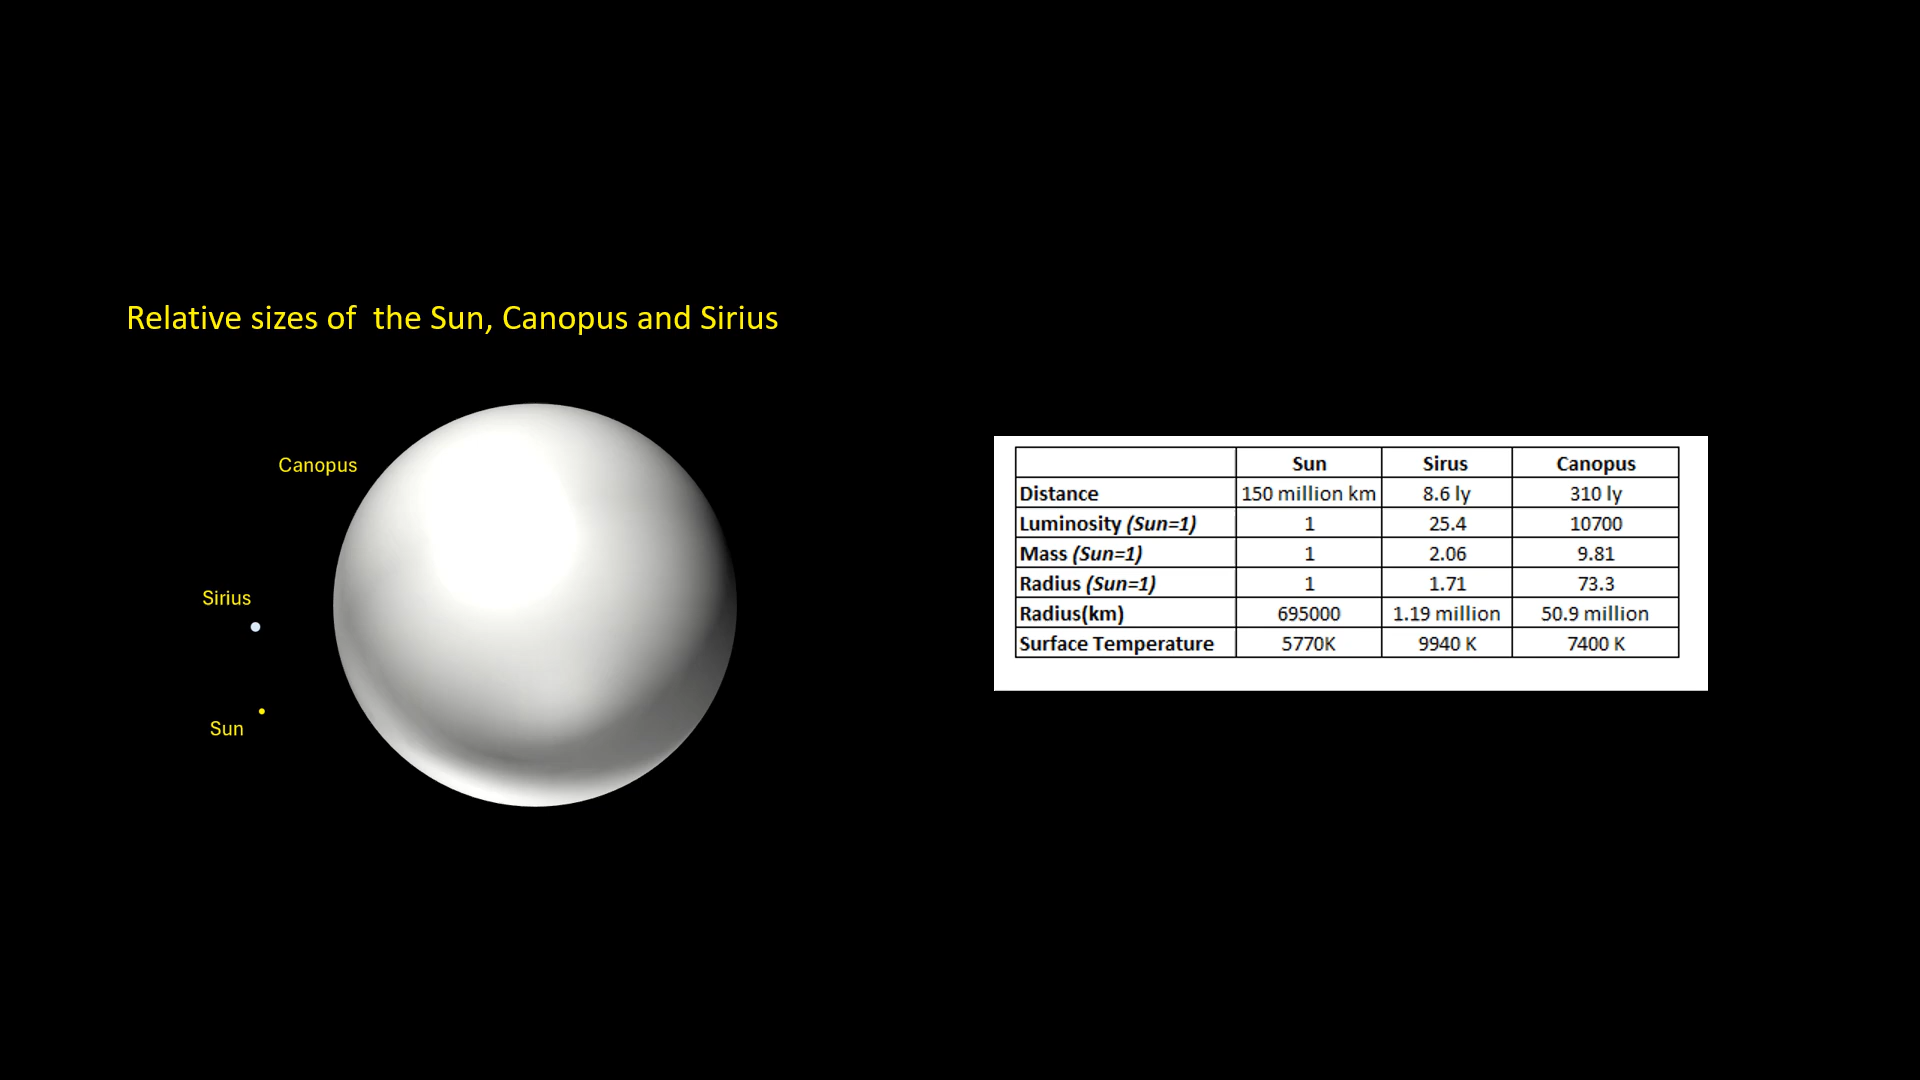 Relative sizes of  the Sun, Canopus and Sirius
Canopus
Sirius
Sun
Sun Sirus Canopus
Distance 150 million km 8.6 ly 310 ly
Luminosity (Sun=1) 1 25.4 10700
Mass (Sun=1) 1 2.06 9.81
Radius (Sun=1) 1 1.71 73.3
Radius(km) 695000 1.19 million 50.9 million
Surface Temperature 5770K 9940 K 7400 K